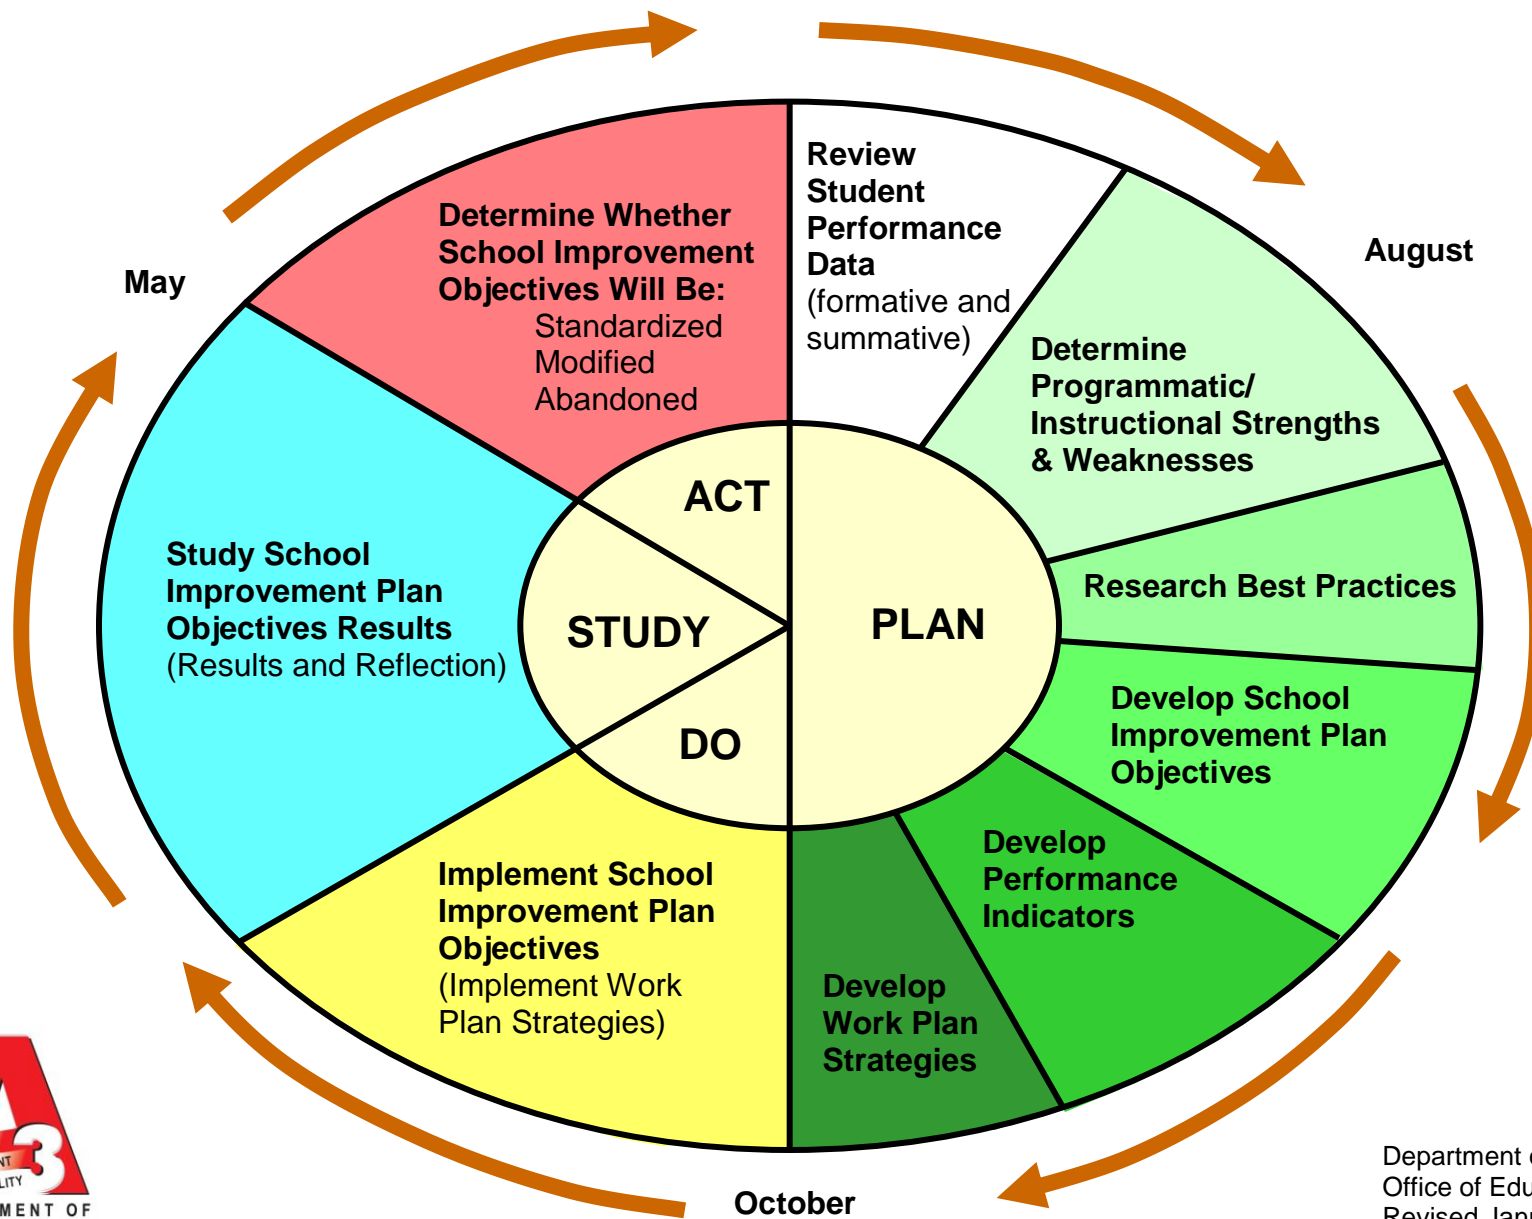 Review
Student
Performance
Data
(formative and
summative)
August
Determine
Programmatic/
Instructional Strengths
& Weaknesses
Research Best Practices
Develop School
Improvement Plan
Objectives
Develop
Performance
Indicators
Develop
Work Plan
Strategies
October
Implement School
Improvement Plan
Objectives
(Implement Work
Plan Strategies)
Study School
Improvement Plan
Objectives Results
(Results and Reflection)
May
Determine Whether
School Improvement
Objectives Will Be:
Standardized
Modified
Abandoned
ACT
STUDY
DO
PLAN
3
OF
Department
Office of
Revised